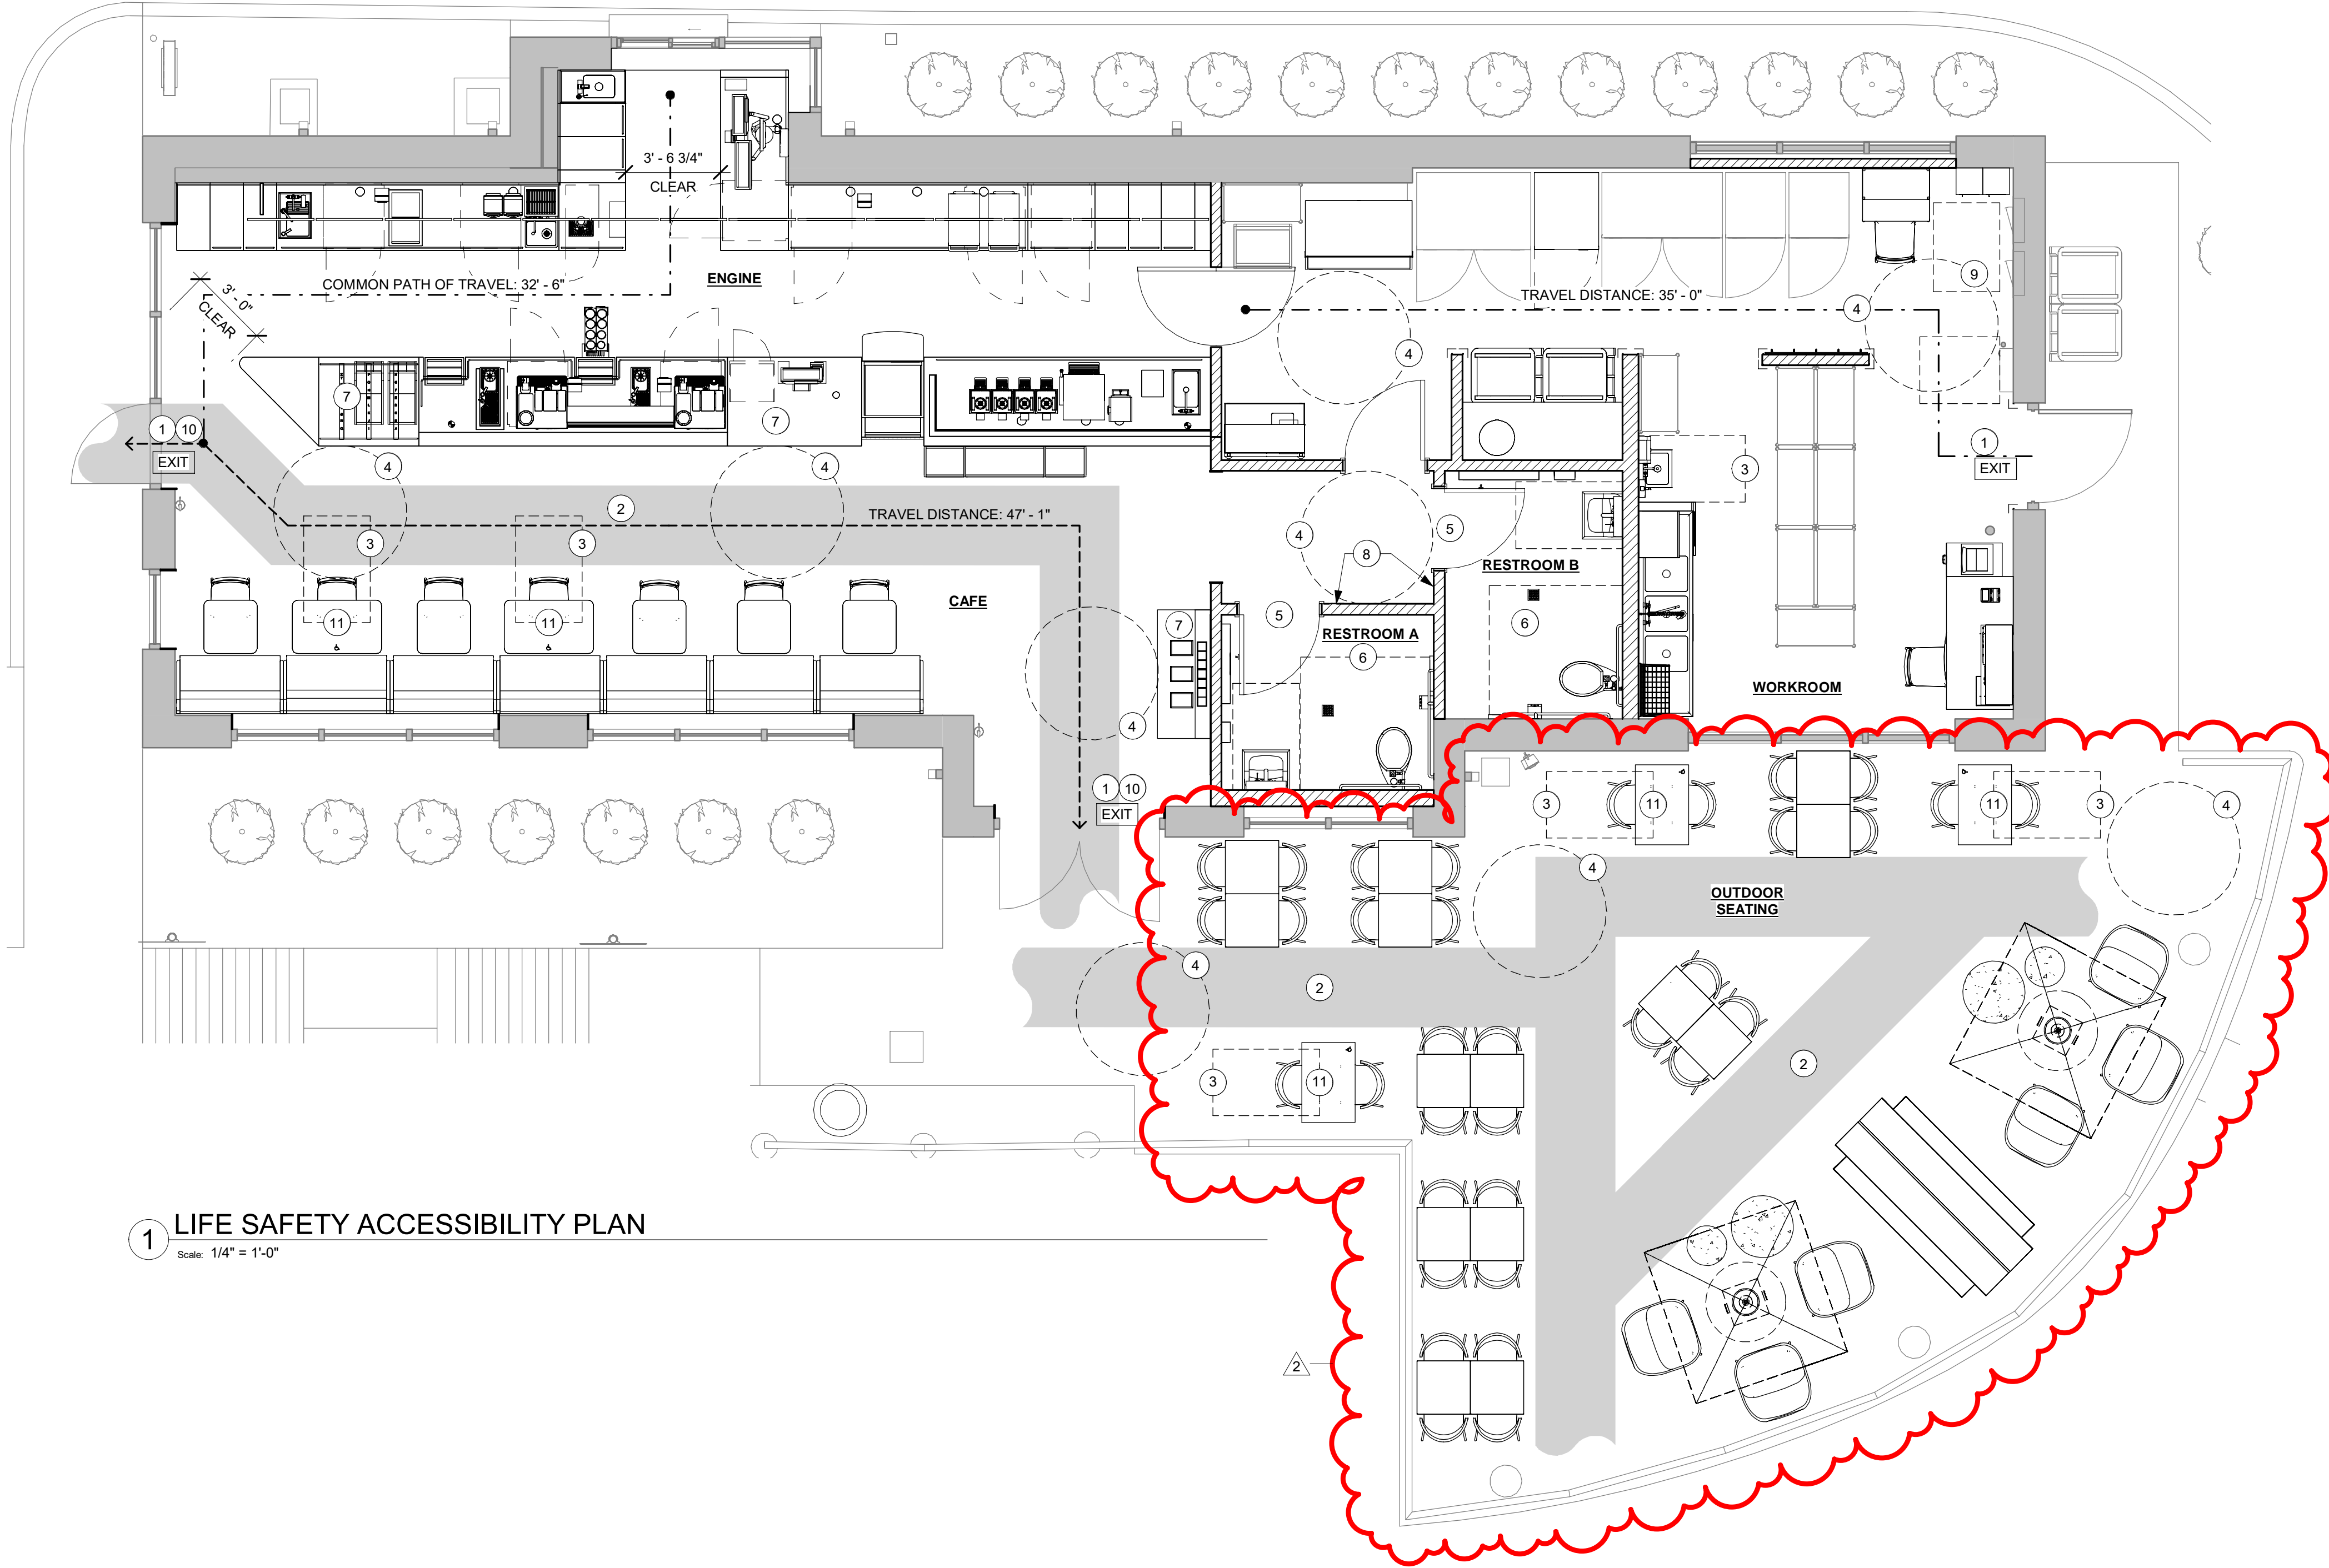 3' - 6 3/4"
CLEAR
COMMON PATH OF TRAVEL: 32' - 6"
ENGINE
3' - 0"
CLEAR
TRAVEL DISTANCE: 35' - 0"
9
4
4
7
7
1 10
EXIT
4
4
1
EXIT
3
2
TRAVEL DISTANCE: 47' - 1"
3
3
4
5
8
RESTROOM B
CAFE
11
11
7
5
RESTROOM A
6
6
WORKROOM
4
1 10
EXIT
3
11
11
3
4
4
OUTDOOR
SEATING
4
2
2
3
11
2
1
LIFE SAFETY ACCESSIBILITY PLAN
Scale: 1/4" = 1'-0"